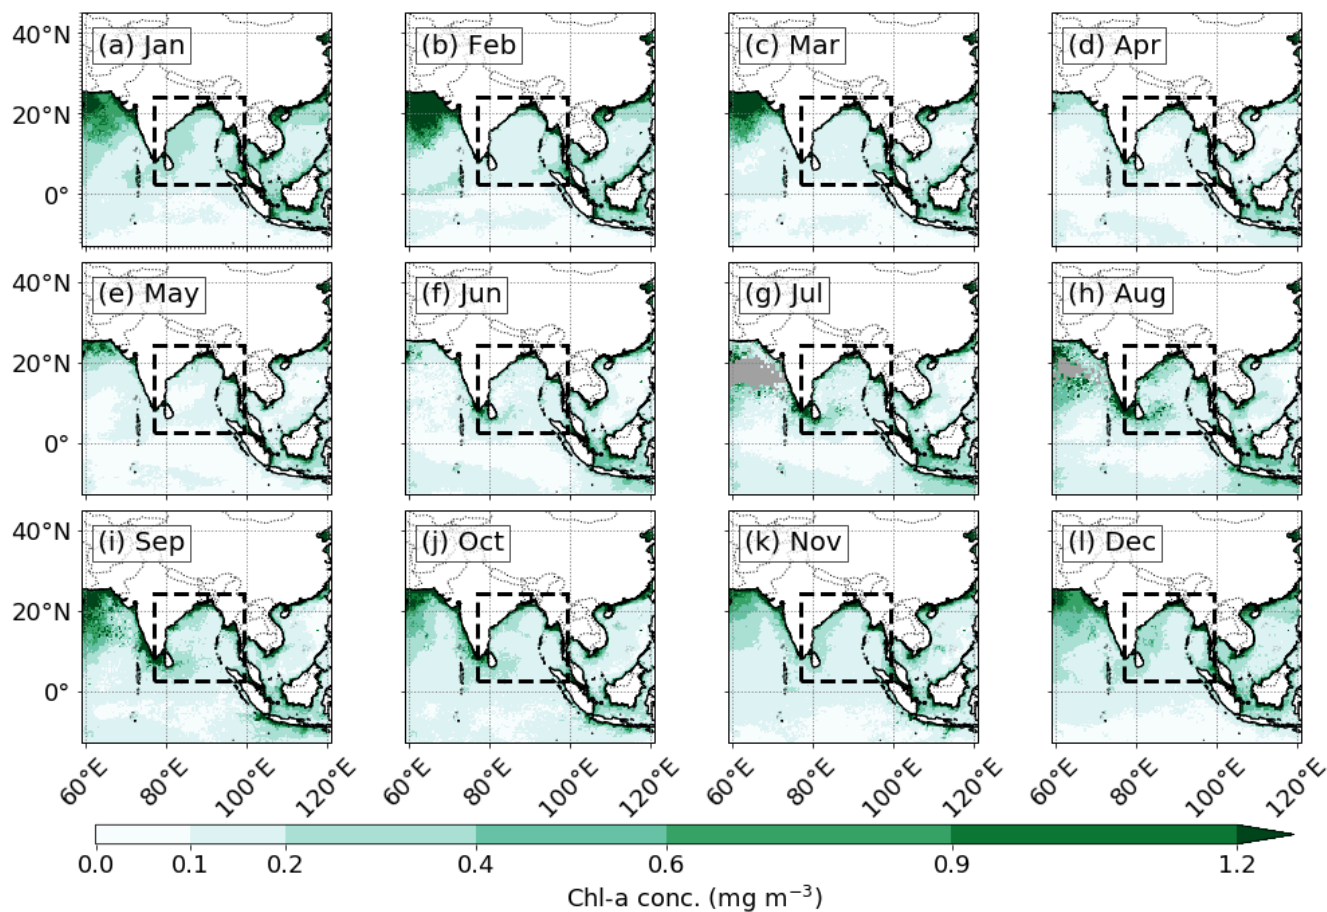 40°N
20°N
0°
(a) Jan
(b) Feb
(c) Mar
(d) Apr
40°N
20°N
0°
(e) May
(f) Jun
(g) Jul
(h) Aug
40°N
20°N
0°
(i) Sep
(j) Oct
(k) Nov
(l) Dec
60°E 80°E 100°E 120°E
60°E 80°E 100°E 120°E
60°E 80°E 100°E 120°E
60°E 80°E 100°E 120°E
0.0 0.1 0.2 0.4 0.6 0.9 1.2
Chl-a conc. (mg m⁻³)